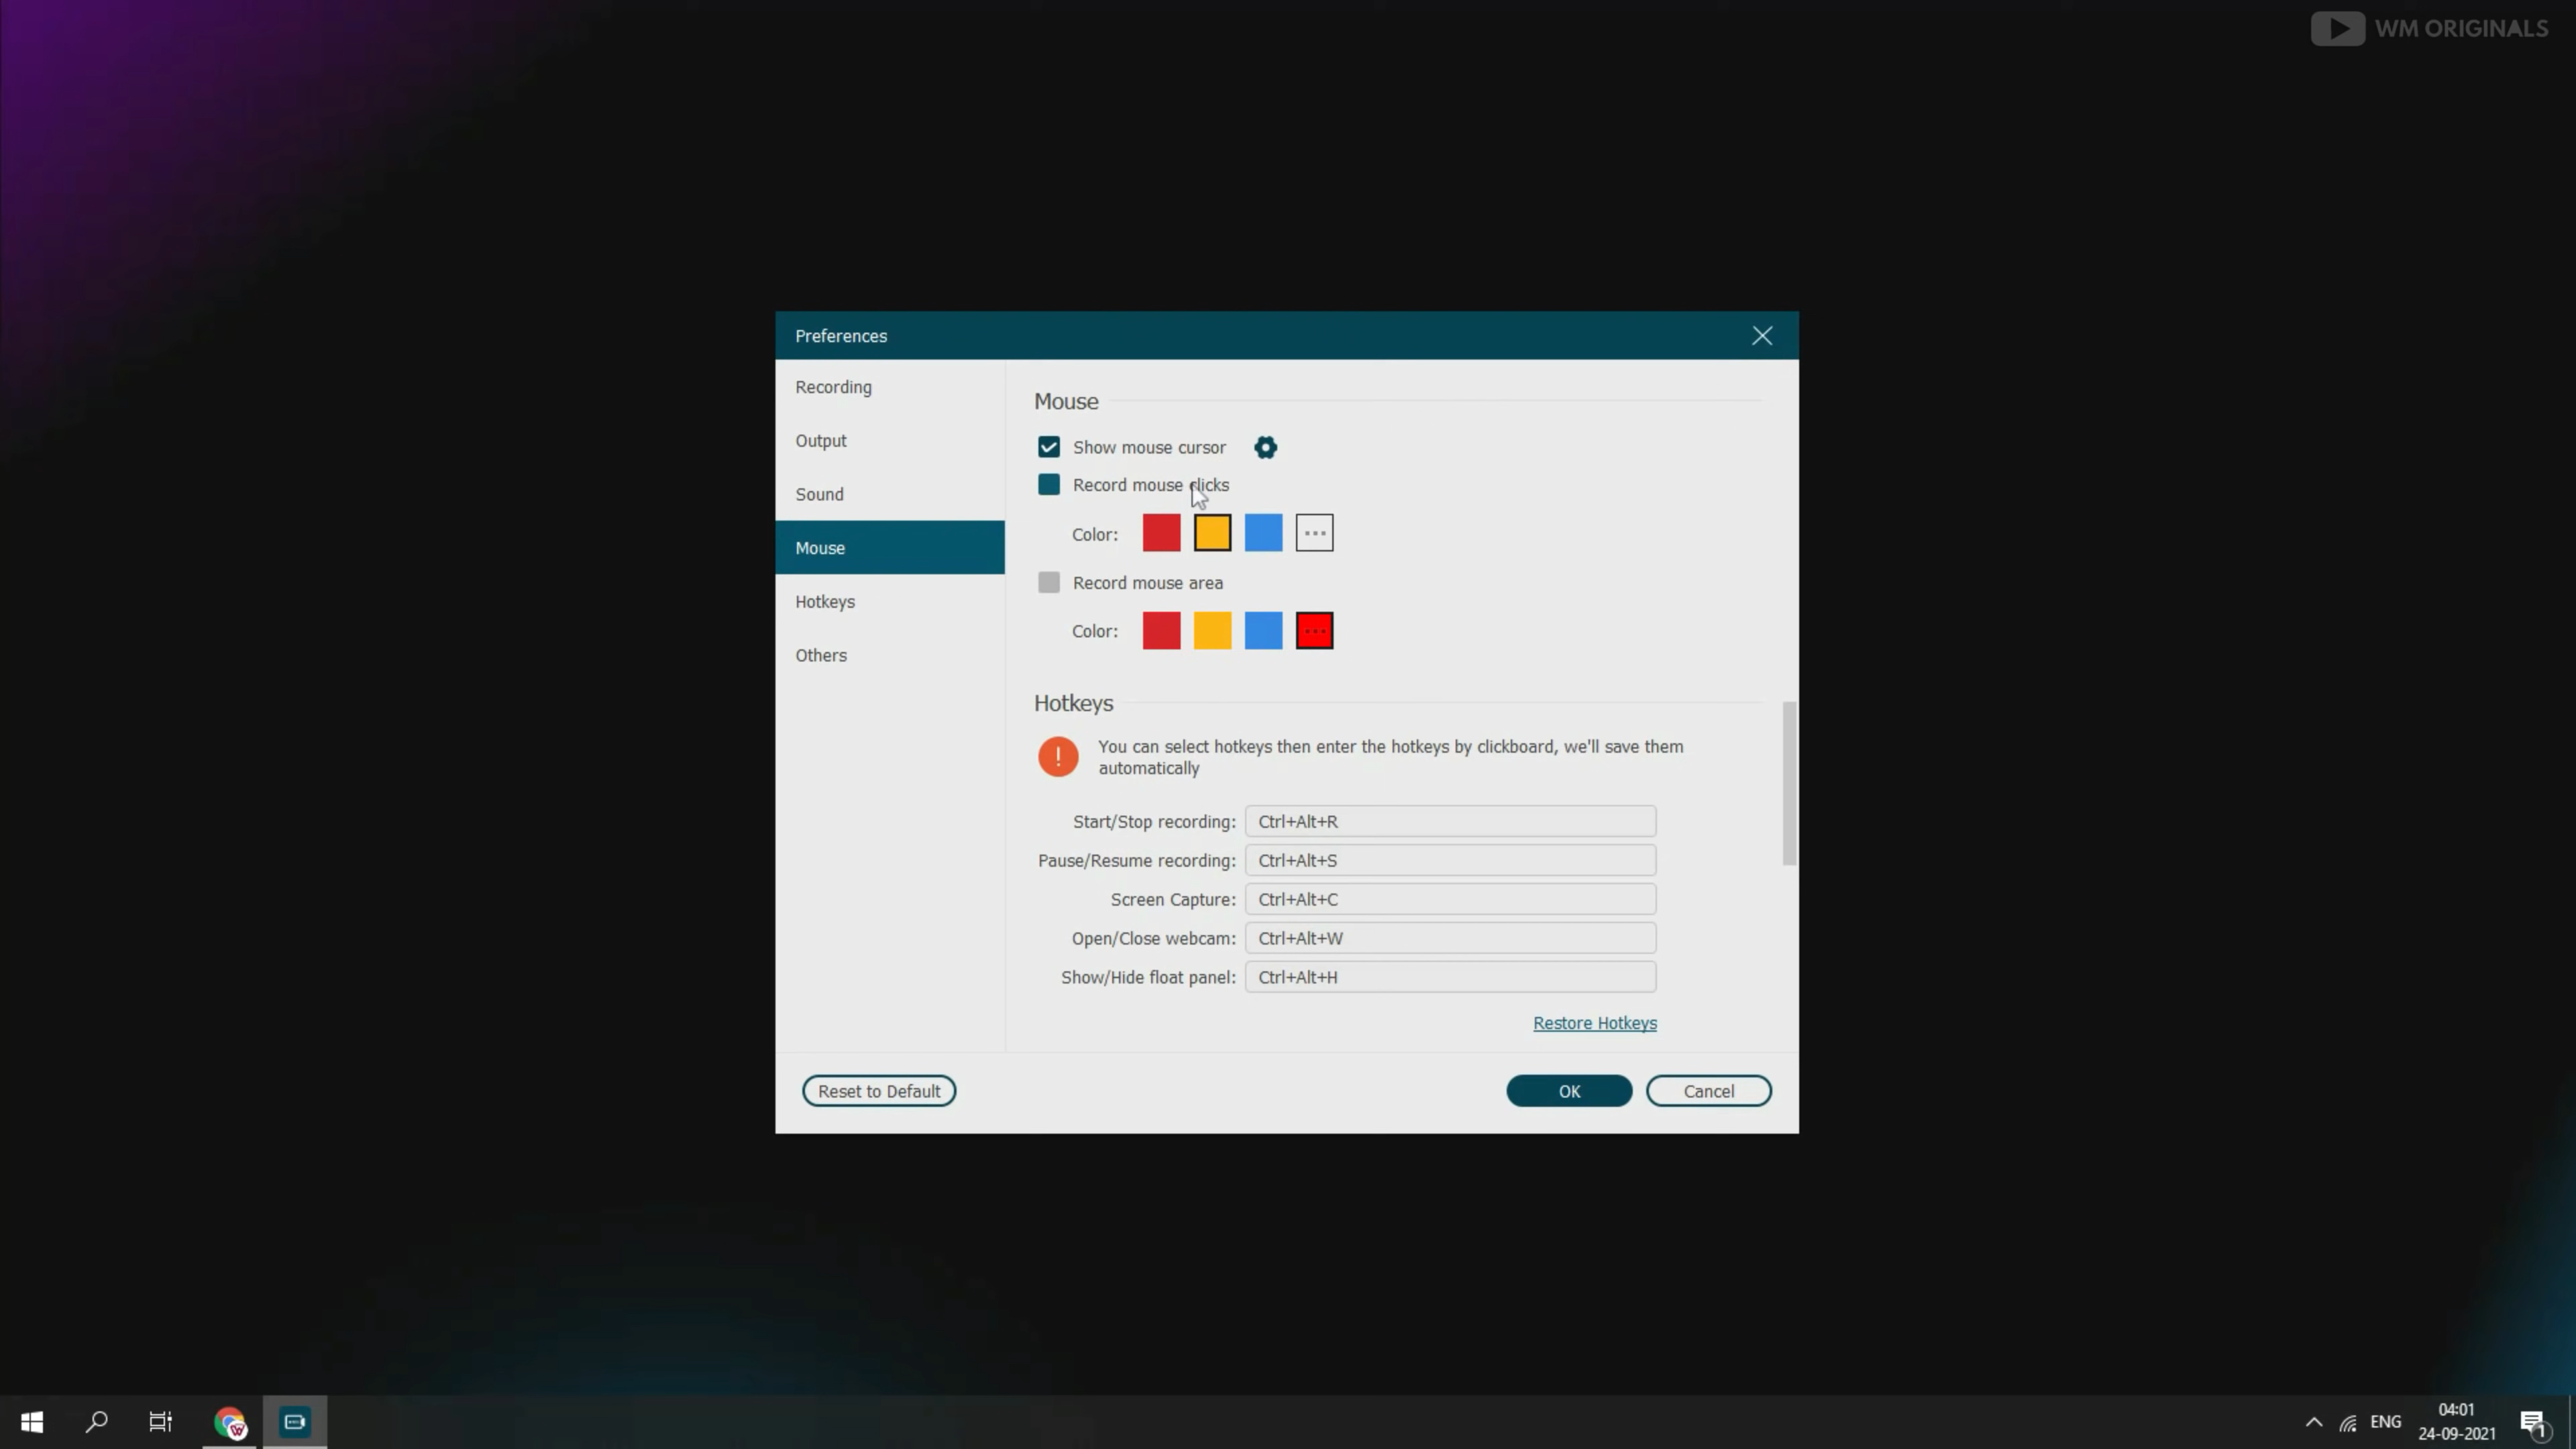 WM ORIGINALS
Preferences
Recording
Output
Sound
Mouse
Hotkeys
Others
Mouse
Show mouse cursor
Record mouse clicks
Color:
Record mouse area
Color:
Hotkeys
You can select hotkeys then enter the hotkeys by clickboard, we'll save them
automatically
Start/Stop recording: Ctrl+Alt+R
Pause/Resume recording: Ctrl+Alt+S
Screen Capture: Ctrl+Alt+C
Open/Close webcam: Ctrl+Alt+W
Show/Hide float panel: Ctrl+Alt+H
Restore Hotkeys
Reset to Default
OK
Cancel
ENG
04:01
24-09-2021
1